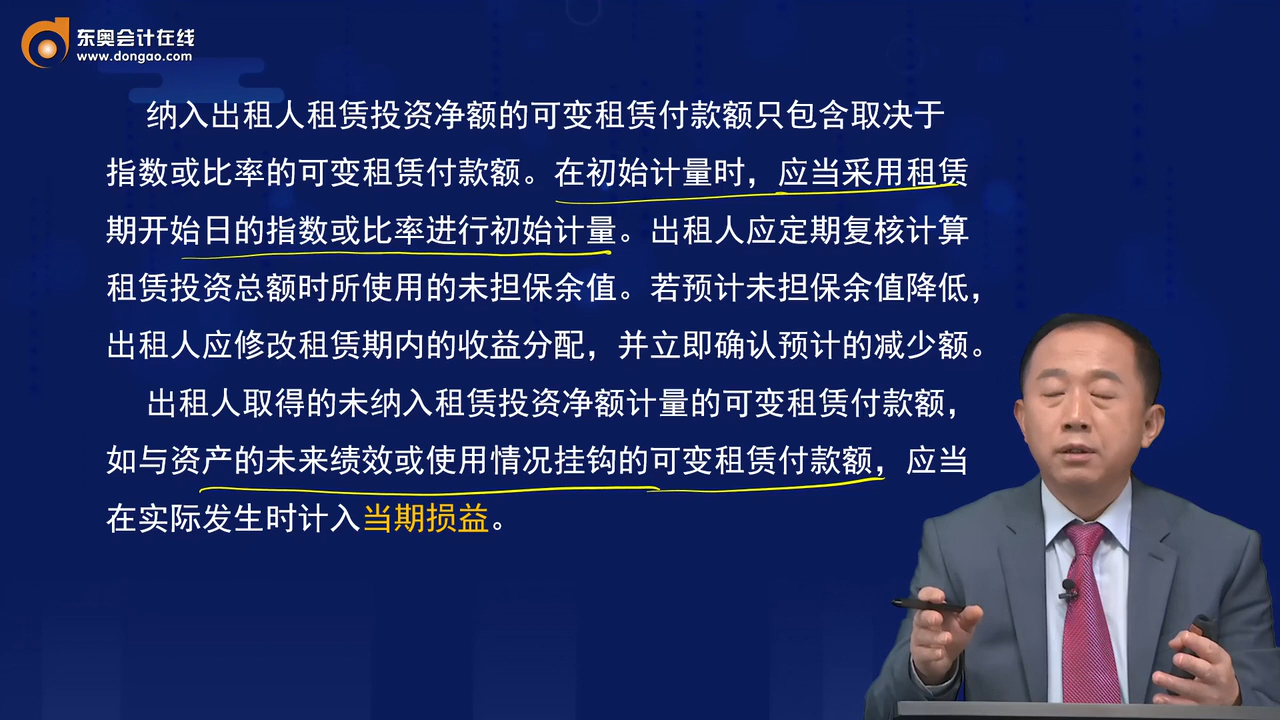 东奥会计在线
www.dongao.com
纳入出租人租赁投资净额的可变租赁付款额只包含取决于
指数或比率的可变租赁付款额。在初始计量时，应当采用租赁
期开始日的指数或比率进行初始计量。出租人应定期复核计算
租赁投资总额时所使用的未担保余值。若预计未担保余值降低，
出租人应修改租赁期内的收益分配，并立即确认预计的减少额。
出租人取得的未纳入租赁投资净额计量的可变租赁付款额，
如与资产的未来绩效或使用情况挂钩的可变租赁付款额，应当
在实际发生时计入当期损益。